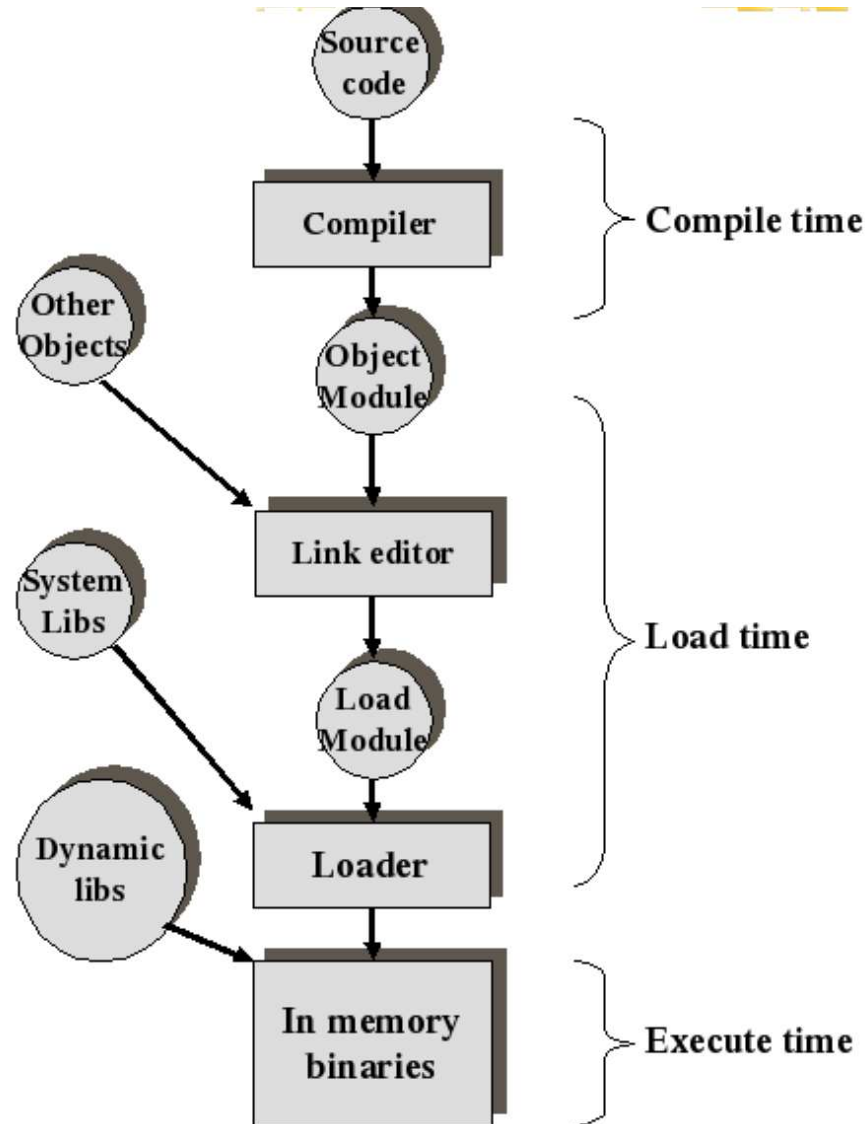 Source
code
Compiler
Compile time
Other
Objects
Object
Module
Link editor
System
Libs
Load time
Load
Module
Dynamic
libs
Loader
In memory
binaries
Execute time